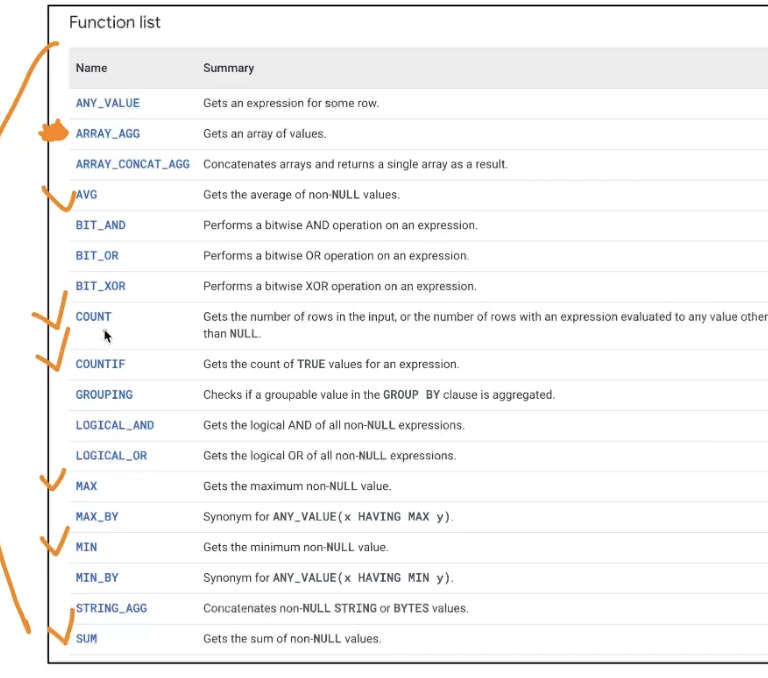 Function list
Name Summary
ANY_VALUE Gets an expression for some row.
ARRAY_AGG Gets an array of values.
ARRAY_CONCAT_AGG Concatenates arrays and returns a single array as a result.
AVG Gets the average of non-NULL values.
BIT_AND Performs a bitwise AND operation on an expression.
BIT_OR Performs a bitwise OR operation on an expression.
BIT_XOR Performs a bitwise XOR operation on an expression.
COUNT Gets the number of rows in the input, or the number of rows with an expression evaluated to any value other
than NULL.
COUNTIF Gets the count of TRUE values for an expression.
GROUPING Checks if a groupable value in the GROUP BY clause is aggregated.
LOGICAL_AND Gets the logical AND of all non-NULL expressions.
LOGICAL_OR Gets the logical OR of all non-NULL expressions.
MAX Gets the maximum non-NULL value.
MAX_BY Synonym for ANY_VALUE(x HAVING MAX y).
MIN Gets the minimum non-NULL value.
MIN_BY Synonym for ANY_VALUE(x HAVING MIN y).
STRING_AGG Concatenates non-NULL STRING or BYTES values.
SUM Gets the sum of non-NULL values.